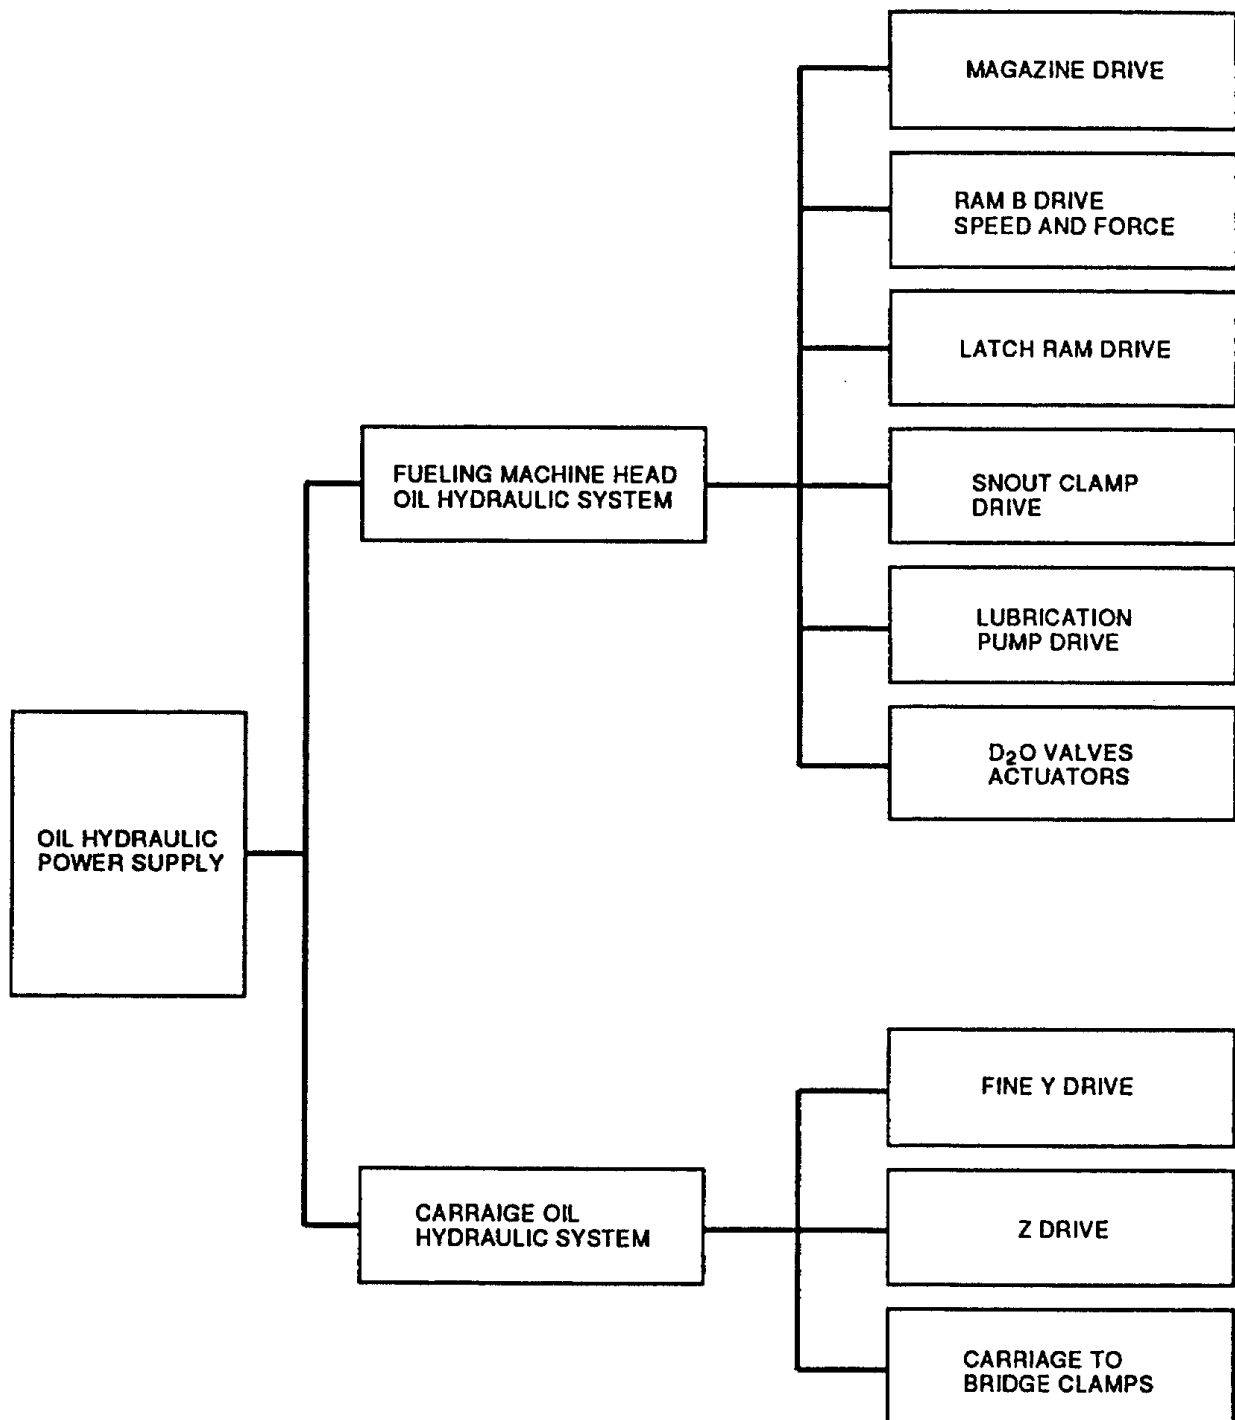 MAGAZINE DRIVE
RAM B DRIVE
SPEED AND FORCE
LATCH RAM DRIVE
FUELING MACHINE HEAD
OIL HYDRAULIC SYSTEM
SNOUT CLAMP
DRIVE
LUBRICATION
PUMP DRIVE
D₂O VALVES
ACTUATORS
OIL HYDRAULIC
POWER SUPPLY
FINE Y DRIVE
CARRAIGE OIL
HYDRAULIC SYSTEM
Z DRIVE
CARRIAGE TO
BRIDGE CLAMPS